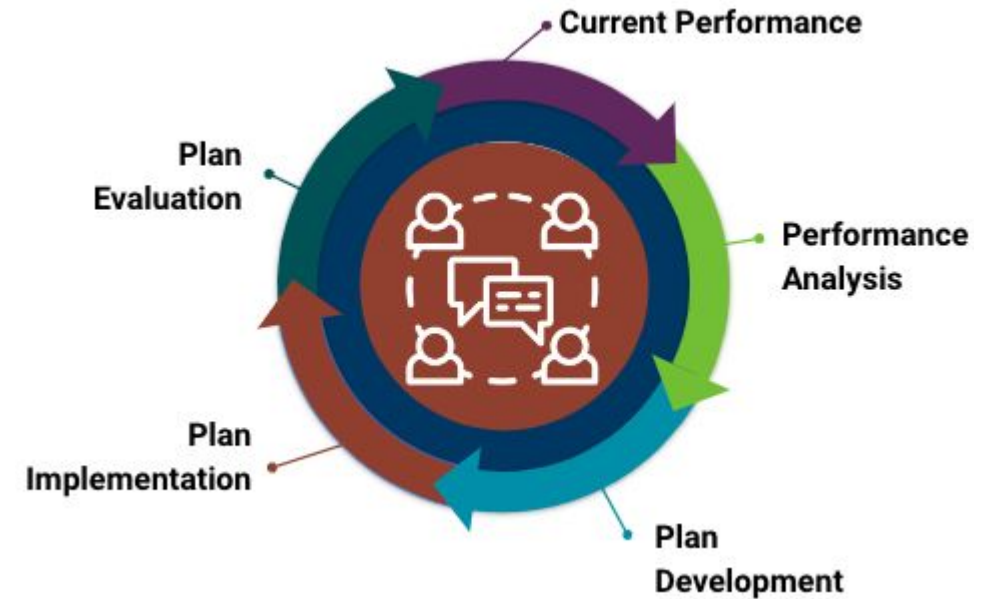 Current Performance
Performance
Analysis
Plan
Development
Plan
Implementation
Plan
Evaluation